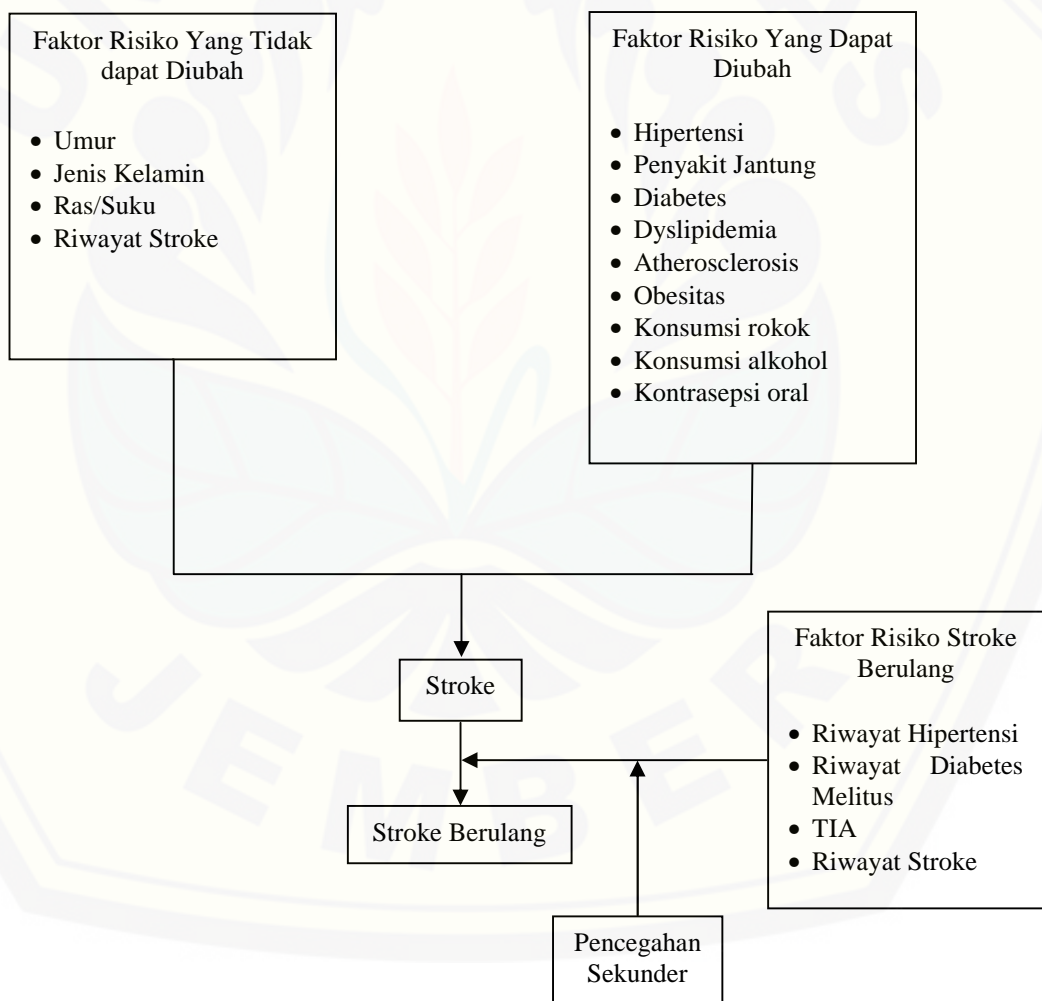 Faktor Risiko Yang Tidak
dapat Diubah
• Umur
• Jenis Kelamin
• Ras/Suku
• Riwayat Stroke
Faktor Risiko Yang Dapat
Diubah
• Hipertensi
• Penyakit Jantung
• Diabetes
• Dyslipidemia
• Atherosclerosis
• Obesitas
• Konsumsi rokok
• Konsumsi alkohol
• Kontrasepsi oral
Stroke
Stroke Berulang
Faktor Risiko Stroke
Berulang
• Riwayat Hipertensi
• Riwayat Diabetes
Melitus
• TIA
• Riwayat Stroke
Pencegahan
Sekunder
JEMBER